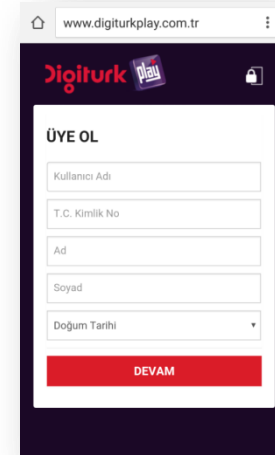 www.digiturkplay.com.tr
Digiturk play
ÜYE OL
Kullanıcı Adı
T.C. Kimlik No
Ad
Soyad
Doğum Tarihi
DEVAM